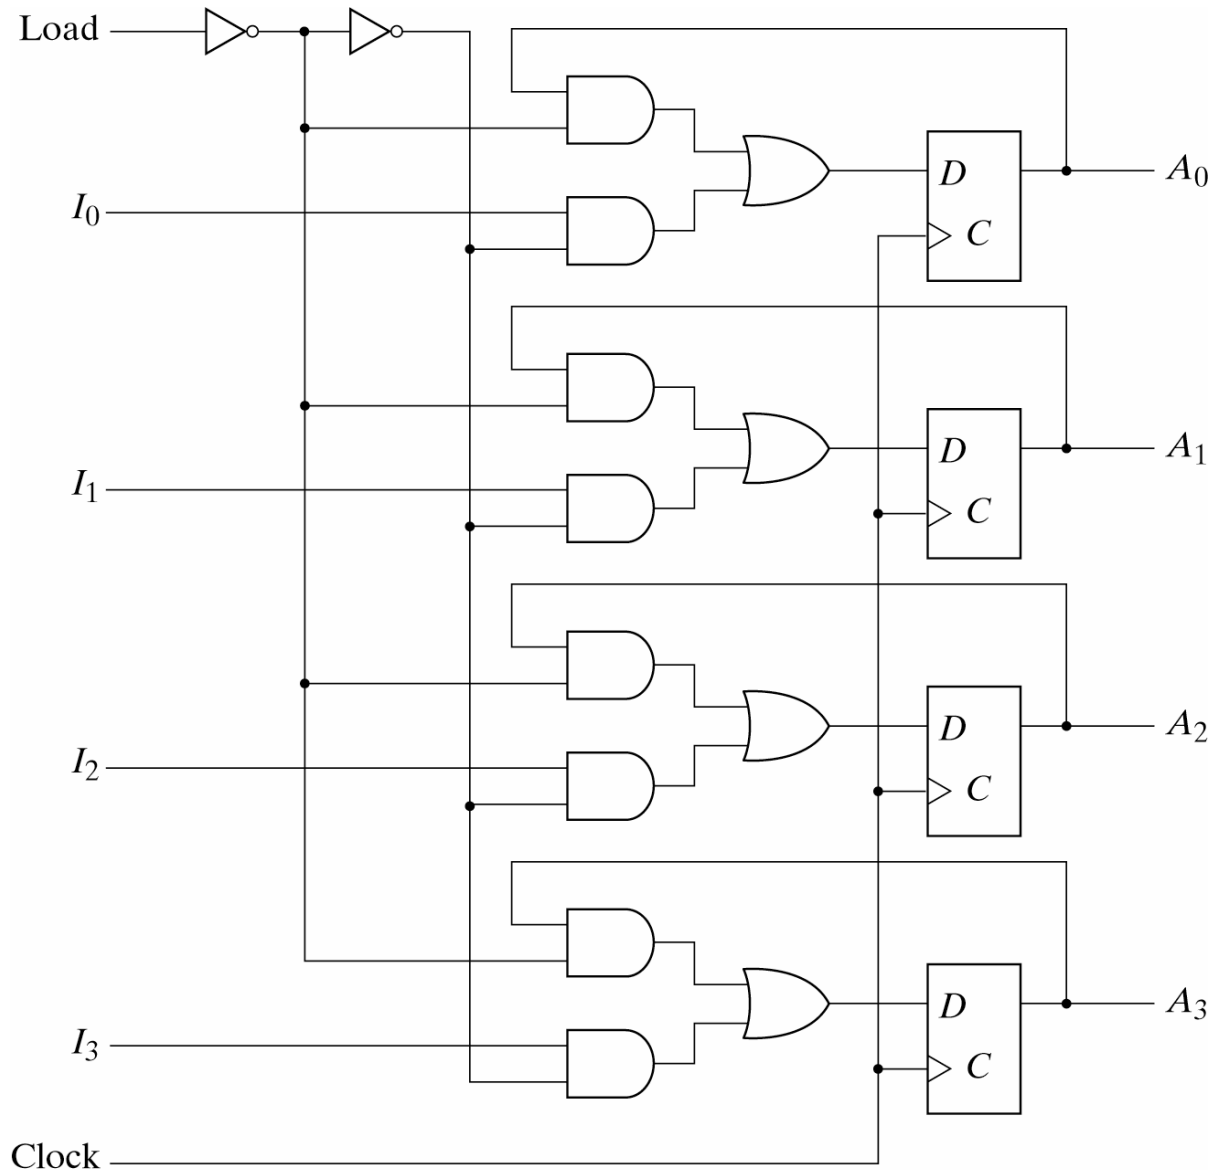 Load
D A₀
I₀ C
D A₁
I₁ C
D A₂
I₂ C
D A₃
I₃ C
Clock